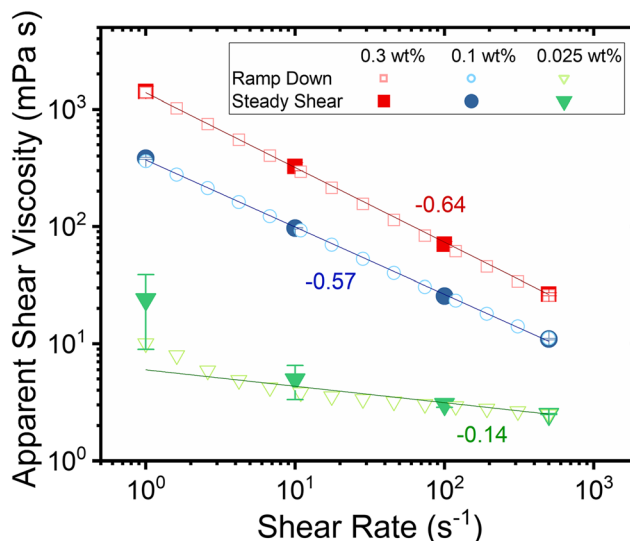 0.3 wt% 0.1 wt% 0.025 wt%
Ramp Down
Steady Shear
10³
10²
10¹
10⁰
Apparent Shear Viscosity (mPa s)
-0.64
-0.57
-0.14
10⁰ 10¹ 10² 10³
Shear Rate (s⁻¹)